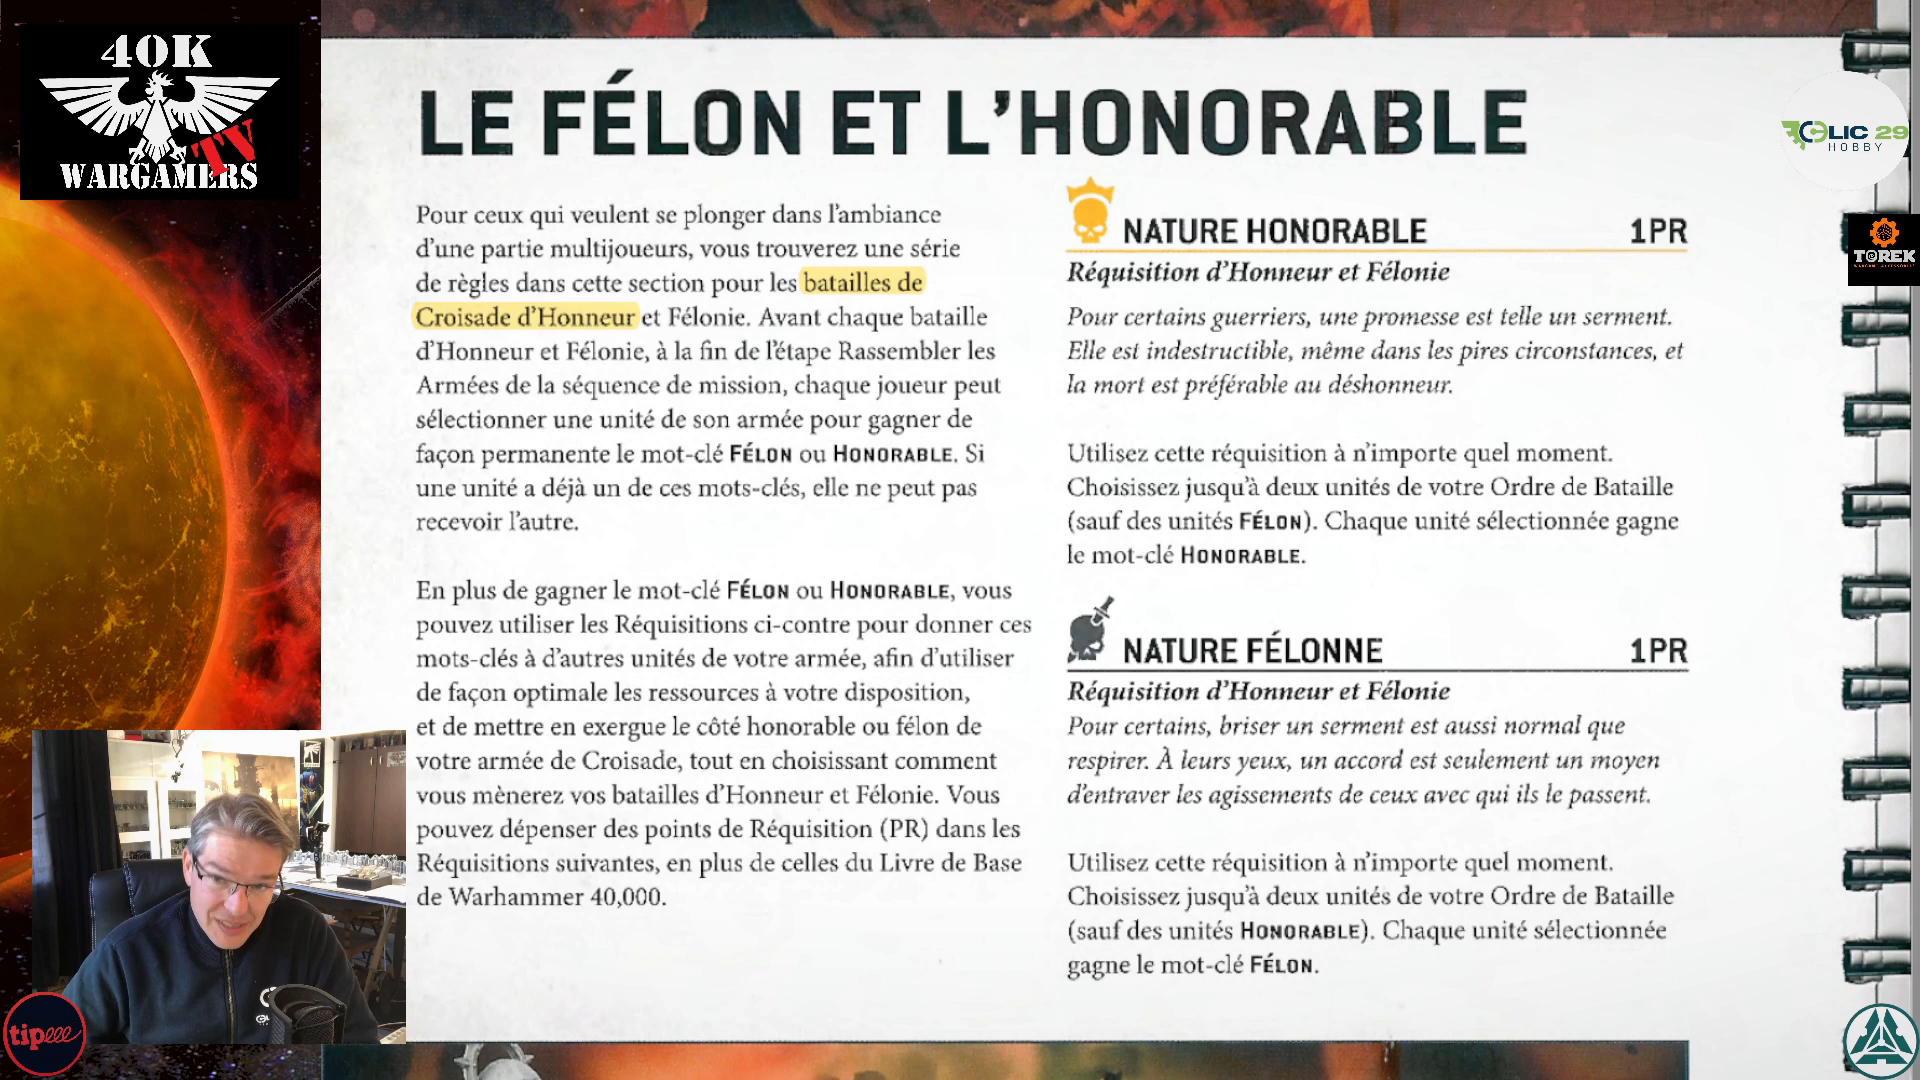 40K
TV
WARGAMERS
LE FÉLON ET L'HONORABLE
Pour ceux qui veulent se plonger dans l'ambiance
d'une partie multijoueurs, vous trouverez une série
de règles dans cette section pour les batailles de
Croisade d'Honneur et Félonie. Avant chaque bataille
d'Honneur et Félonie, à la fin de l'étape Rassembler les
Armées de la séquence de mission, chaque joueur peut
sélectionner une unité de son armée pour gagner de
façon permanente le mot-clé FÉLON ou HONORABLE. Si
une unité a déjà un de ces mots-clés, elle ne peut pas
recevoir l'autre.
En plus de gagner le mot-clé FÉLON ou HONORABLE, vous
pouvez utiliser les Réquisitions ci-contre pour donner ces
mots-clés à d'autres unités de votre armée, afin d'utiliser
de façon optimale les ressources à votre disposition,
et de mettre en exergue le côté honorable ou félon de
votre armée de Croisade, tout en choisissant comment
vous mènerez vos batailles d'Honneur et Félonie. Vous
pouvez dépenser des points de Réquisition (PR) dans les
Réquisitions suivantes, en plus de celles du Livre de Base
de Warhammer 40,000.
NATURE HONORABLE 1PR
Réquisition d'Honneur et Félonie
Pour certains guerriers, une promesse est telle un serment.
Elle est indestructible, même dans les pires circonstances, et
la mort est préférable au déshonneur.
Utilisez cette réquisition à n'importe quel moment.
Choisissez jusqu'à deux unités de votre Ordre de Bataille
(sauf des unités FÉLON). Chaque unité sélectionnée gagne
le mot-clé HONORABLE.
NATURE FÉLONNE 1PR
Réquisition d'Honneur et Félonie
Pour certains, briser un serment est aussi normal que
respirer. À leurs yeux, un accord est seulement un moyen
d'entraver les agissements de ceux avec qui ils le passent.
Utilisez cette réquisition à n'importe quel moment.
Choisissez jusqu'à deux unités de votre Ordre de Bataille
(sauf des unités HONORABLE). Chaque unité sélectionnée
gagne le mot-clé FÉLON.
CLIC 29
HOBBY
TOREK
tipeee